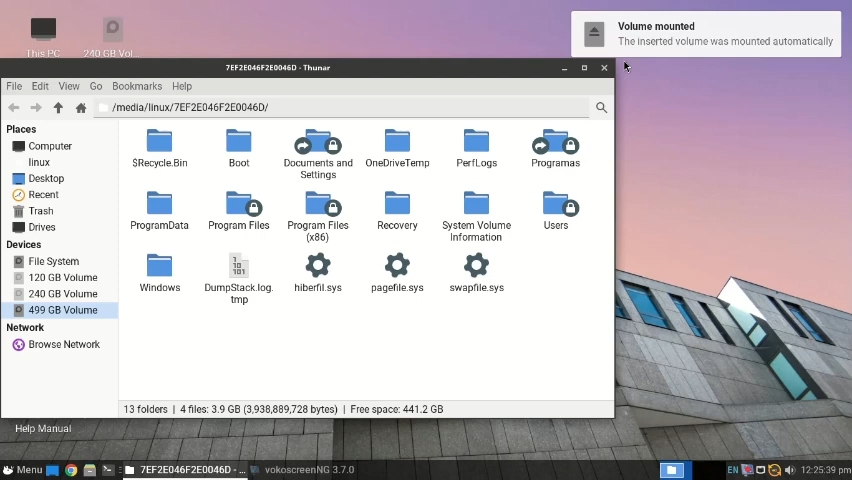 Volume mounted
The inserted volume was mounted automatically
This PC
240 GB Vol...
7EF2E046F2E0046D - Thunar
File Edit View Go Bookmarks Help
/media/linux/7EF2E046F2E0046D/
Places
Computer
linux
Desktop
Recent
Trash
Drives
Devices
File System
120 GB Volume
240 GB Volume
499 GB Volume
Network
Browse Network
$Recycle.Bin
Boot
Documents and
Settings
OneDriveTemp
PerfLogs
Programas
ProgramData
Program Files
Program Files
(x86)
Recovery
System Volume
Information
Users
Windows
DumpStack.log.
tmp
hiberfil.sys
pagefile.sys
swapfile.sys
13 folders | 4 files: 3.9 GB (3,938,889,728 bytes) | Free space: 441.2 GB
Help Manual
Menu
7EF2E046F2E0046D - ...
vokoscreenNG 3.7.0
EN
12:25:39 pm